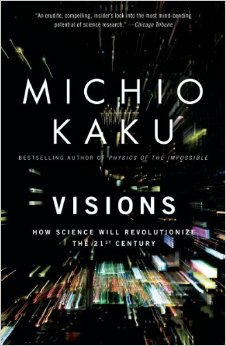 "An erudite, compelling, insider's look into the most mind-bending
potential of science research." —Chicago Tribune
MICHIO
KAKU
BESTSELLING AUTHOR OF PHYSICS OF THE IMPOSSIBLE
VISIONS
HOW SCIENCE WILL REVOLUTIONIZE
THE 21ST CENTURY